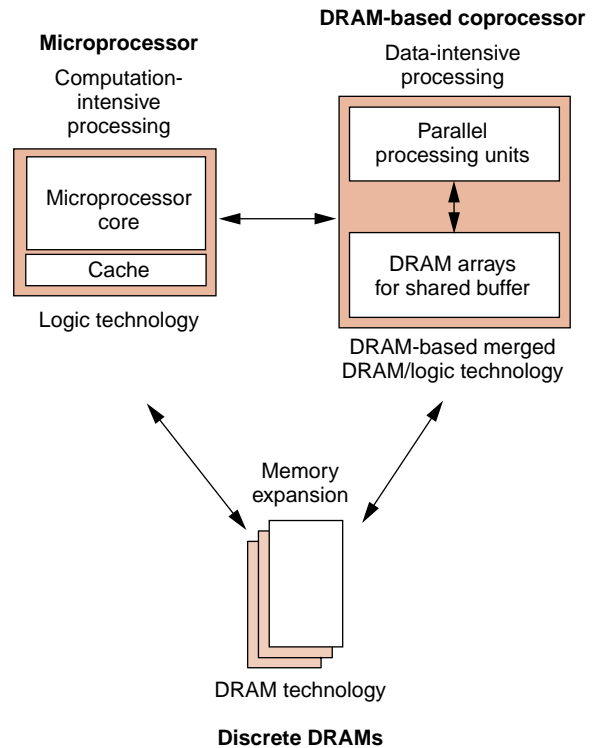 Microprocessor
Computation-
intensive
processing
Microprocessor
core
Cache
Logic technology
DRAM-based coprocessor
Data-intensive
processing
Parallel
processing units
DRAM arrays
for shared buffer
DRAM-based merged
DRAM/logic technology
Memory
expansion
DRAM technology
Discrete DRAMs